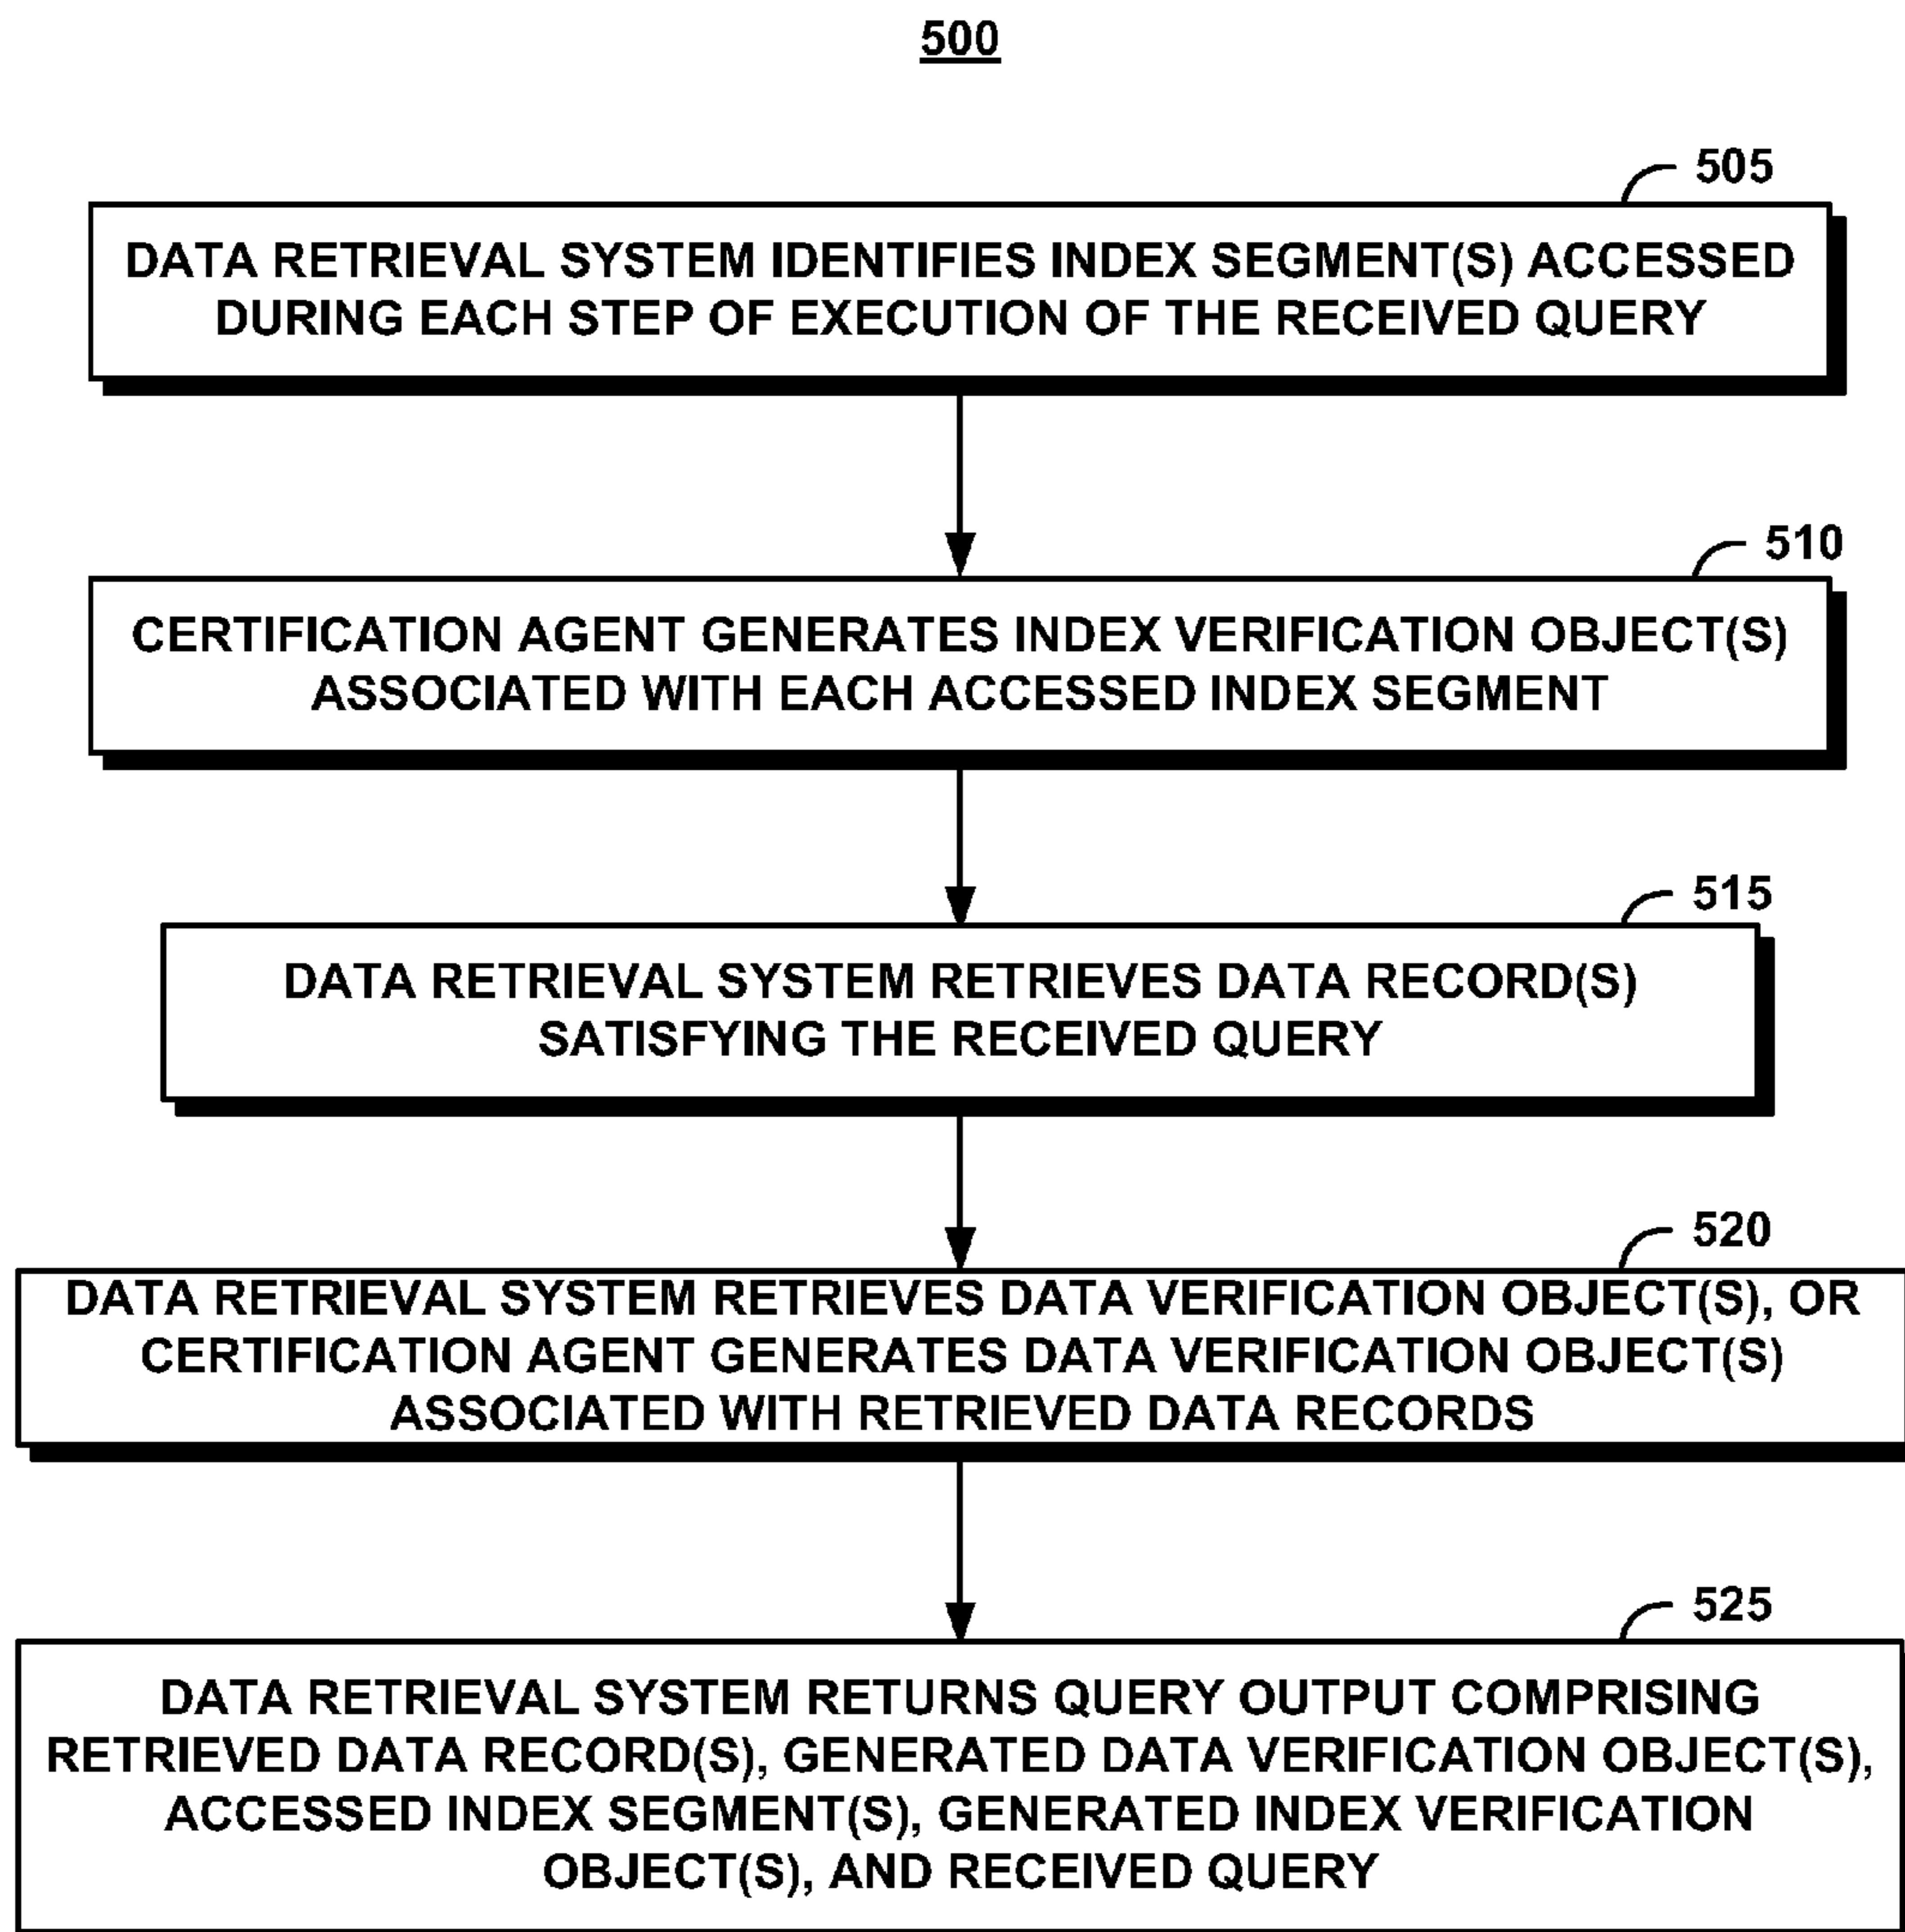 500
505
DATA RETRIEVAL SYSTEM IDENTIFIES INDEX SEGMENT(S) ACCESSED
DURING EACH STEP OF EXECUTION OF THE RECEIVED QUERY
510
CERTIFICATION AGENT GENERATES INDEX VERIFICATION OBJECT(S)
ASSOCIATED WITH EACH ACCESSED INDEX SEGMENT
515
DATA RETRIEVAL SYSTEM RETRIEVES DATA RECORD(S)
SATISFYING THE RECEIVED QUERY
520
DATA RETRIEVAL SYSTEM RETRIEVES DATA VERIFICATION OBJECT(S), OR
CERTIFICATION AGENT GENERATES DATA VERIFICATION OBJECT(S)
ASSOCIATED WITH RETRIEVED DATA RECORDS
525
DATA RETRIEVAL SYSTEM RETURNS QUERY OUTPUT COMPRISING
RETRIEVED DATA RECORD(S), GENERATED DATA VERIFICATION OBJECT(S),
ACCESSED INDEX SEGMENT(S), GENERATED INDEX VERIFICATION
OBJECT(S), AND RECEIVED QUERY